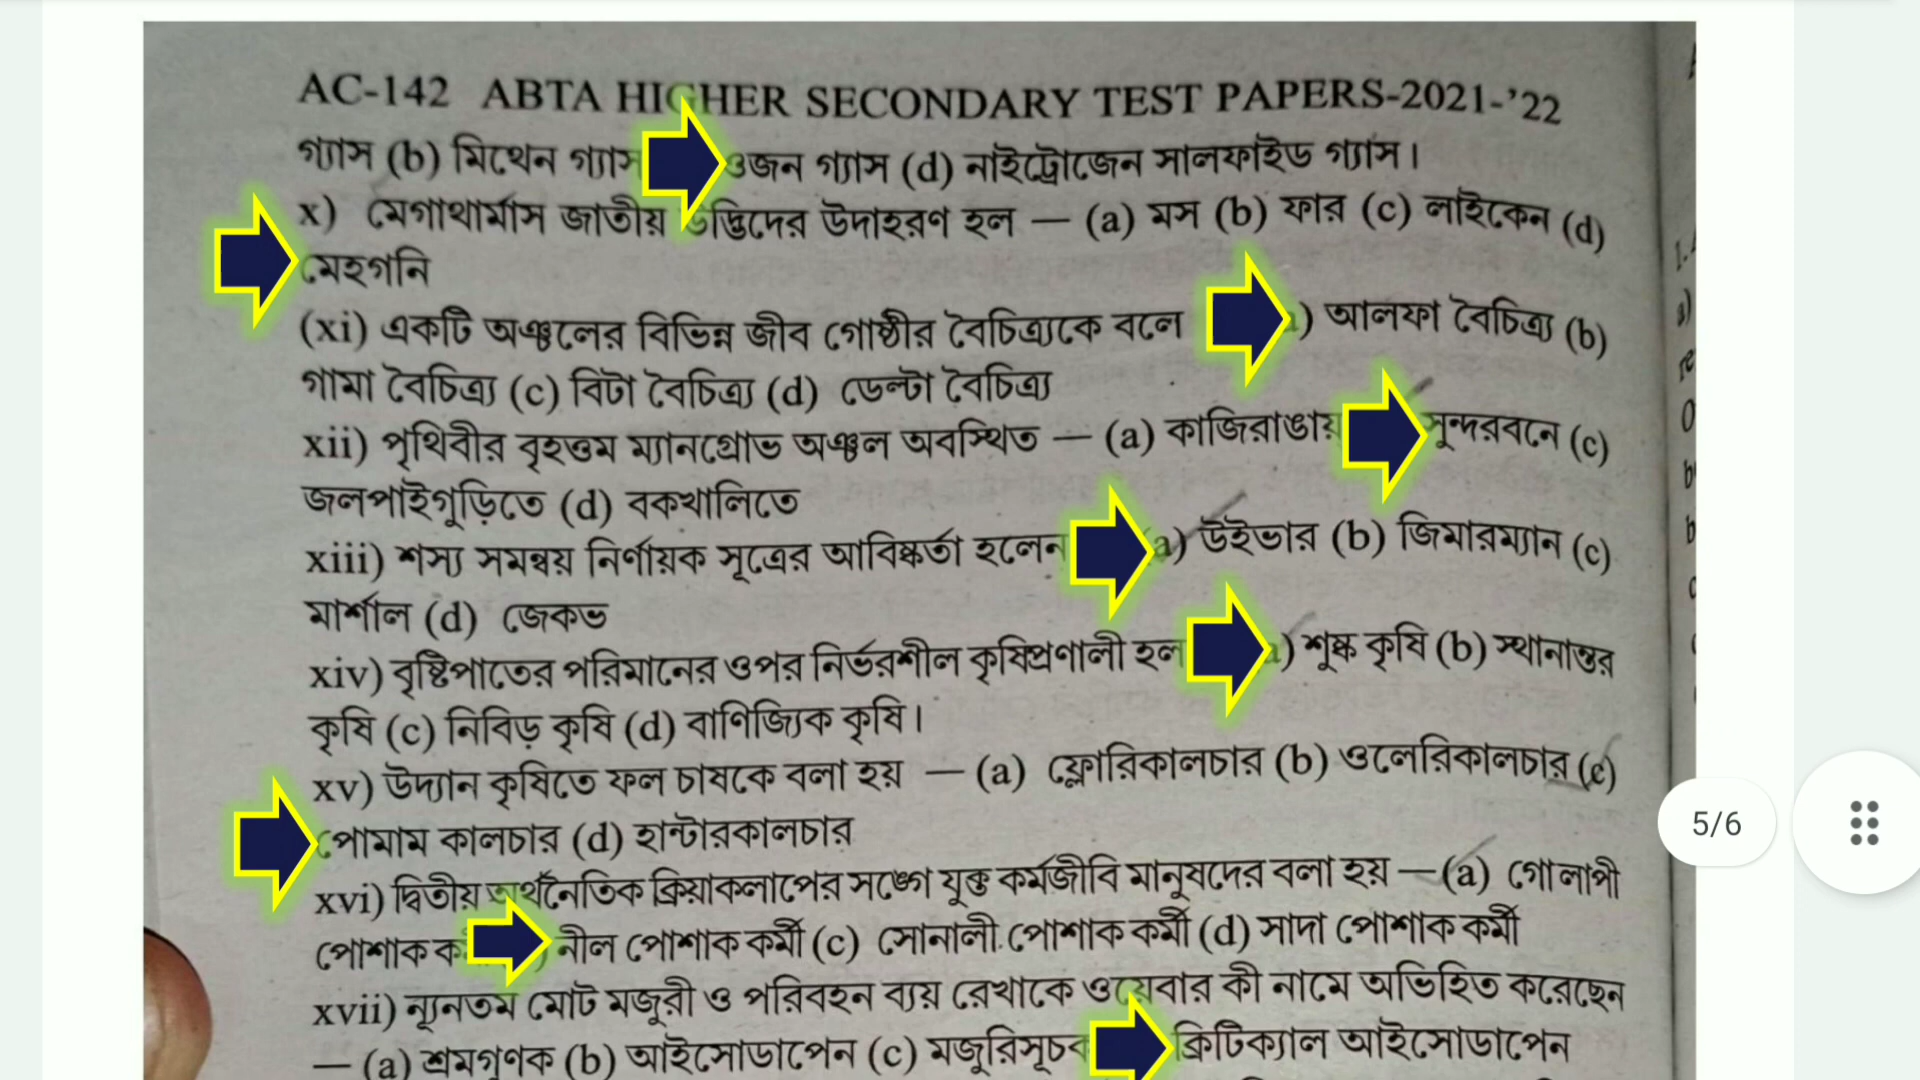 AC-142 ABTA HIGHER SECONDARY TEST PAPERS-2021-'22
গ্যাস (b) মিথেন গ্যাস ওজন গ্যাস (d) নাইট্রোজেন সালফাইড গ্যাস।
x) মেগাথার্মাস জাতীয় উদ্ভিদের উদাহরণ হল — (a) মস (b) ফার (c) লাইকেন (d)
মেহগনি
(xi) একটি অঞ্চলের বিভিন্ন জীব গোষ্ঠীর বৈচিত্র্যকে বলে ) আলফা বৈচিত্র্য (b)
গামা বৈচিত্র্য (c) বিটা বৈচিত্র্য (d) ডেল্টা বৈচিত্র্য
xii) পৃথিবীর বৃহত্তম ম্যানগ্রোভ অঞ্চল অবস্থিত — (a) কাজিরাঙায় সুন্দরবনে (c)
জলপাইগুড়িতে (d) বকখালিতে
xiii) শস্য সমন্বয় নির্ণায়ক সূত্রের আবিষ্কর্তা হলেন (a) উইভার (b) জিমারম্যান (c)
মার্শাল (d) জেকভ
xiv) বৃষ্টিপাতের পরিমানের ওপর নির্ভরশীল কৃষিপ্রণালী হল ) শুষ্ক কৃষি (b) স্থানান্তর
কৃষি (c) নিবিড় কৃষি (d) বাণিজ্যিক কৃষি।
xv) উদ্যান কৃষিতে ফল চাষকে বলা হয় — (a) ফ্লোরিকালচার (b) ওলেরিকালচার (c)
পোমাম কালচার (d) হান্টারকালচার
xvi) দ্বিতীয় অর্থনৈতিক ক্রিয়াকলাপের সঙ্গে যুক্ত কর্মজীবি মানুষদের বলা হয় —(a) গোলাপী
পোশাক ) নীল পোশাক কর্মী (c) সোনালী পোশাক কর্মী (d) সাদা পোশাক কর্মী
xvii) ন্যূনতম মোট মজুরী ও পরিবহন ব্যয় রেখাকে ওয়েবার কী নামে অভিহিত করেছেন
— (a) শ্রমগুণক (b) আইসোডাপেন (c) মজুরিসূচক ক্রিটিক্যাল আইসোডাপেন
5/6